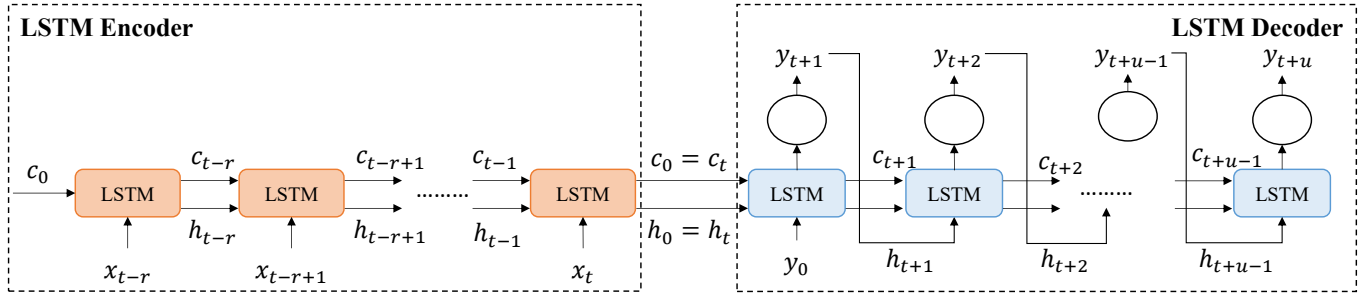 LSTM Encoder
LSTM Decoder
y_{t+1}
y_{t+2}
y_{t+u-1}
y_{t+u}
c_0
c_{t-r}
c_{t-r+1}
c_{t-1}
c_0 = c_t
c_{t+1}
c_{t+2}
c_{t+u-1}
LSTM
LSTM
.........
LSTM
LSTM
LSTM
.........
LSTM
h_{t-r}
h_{t-r+1}
h_{t-1}
h_0 = h_t
h_{t+1}
h_{t+2}
h_{t+u-1}
x_{t-r}
x_{t-r+1}
x_t
y_0